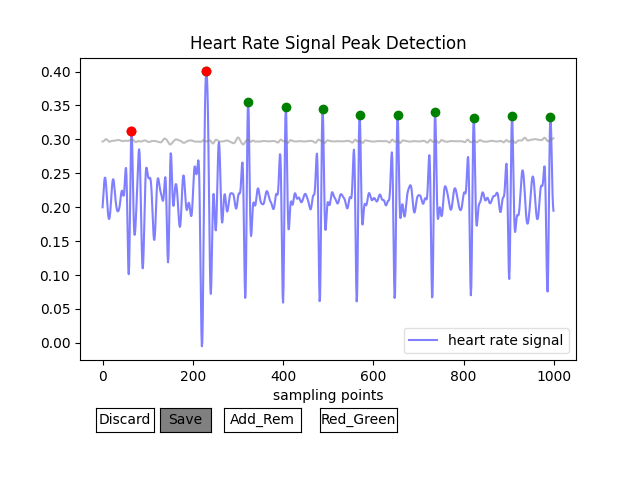 Heart Rate Signal Peak Detection
0.40
0.35
0.30
0.25
0.20
0.15
0.10
0.05
0.00
heart rate signal
0 200 400 600 800 1000
sampling points
Discard Save Add_Rem Red_Green